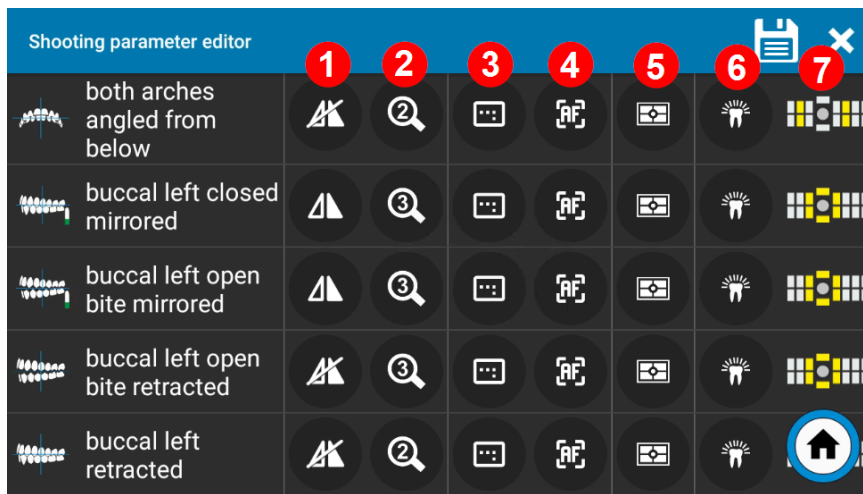 Shooting parameter editor
1 2 3 4 5 6 7
both arches
angled from
below
2 AF
buccal left closed
mirrored
3 AF
buccal left open
bite mirrored
3 AF
buccal left open
bite retracted
3 AF
buccal left
retracted
2 AF